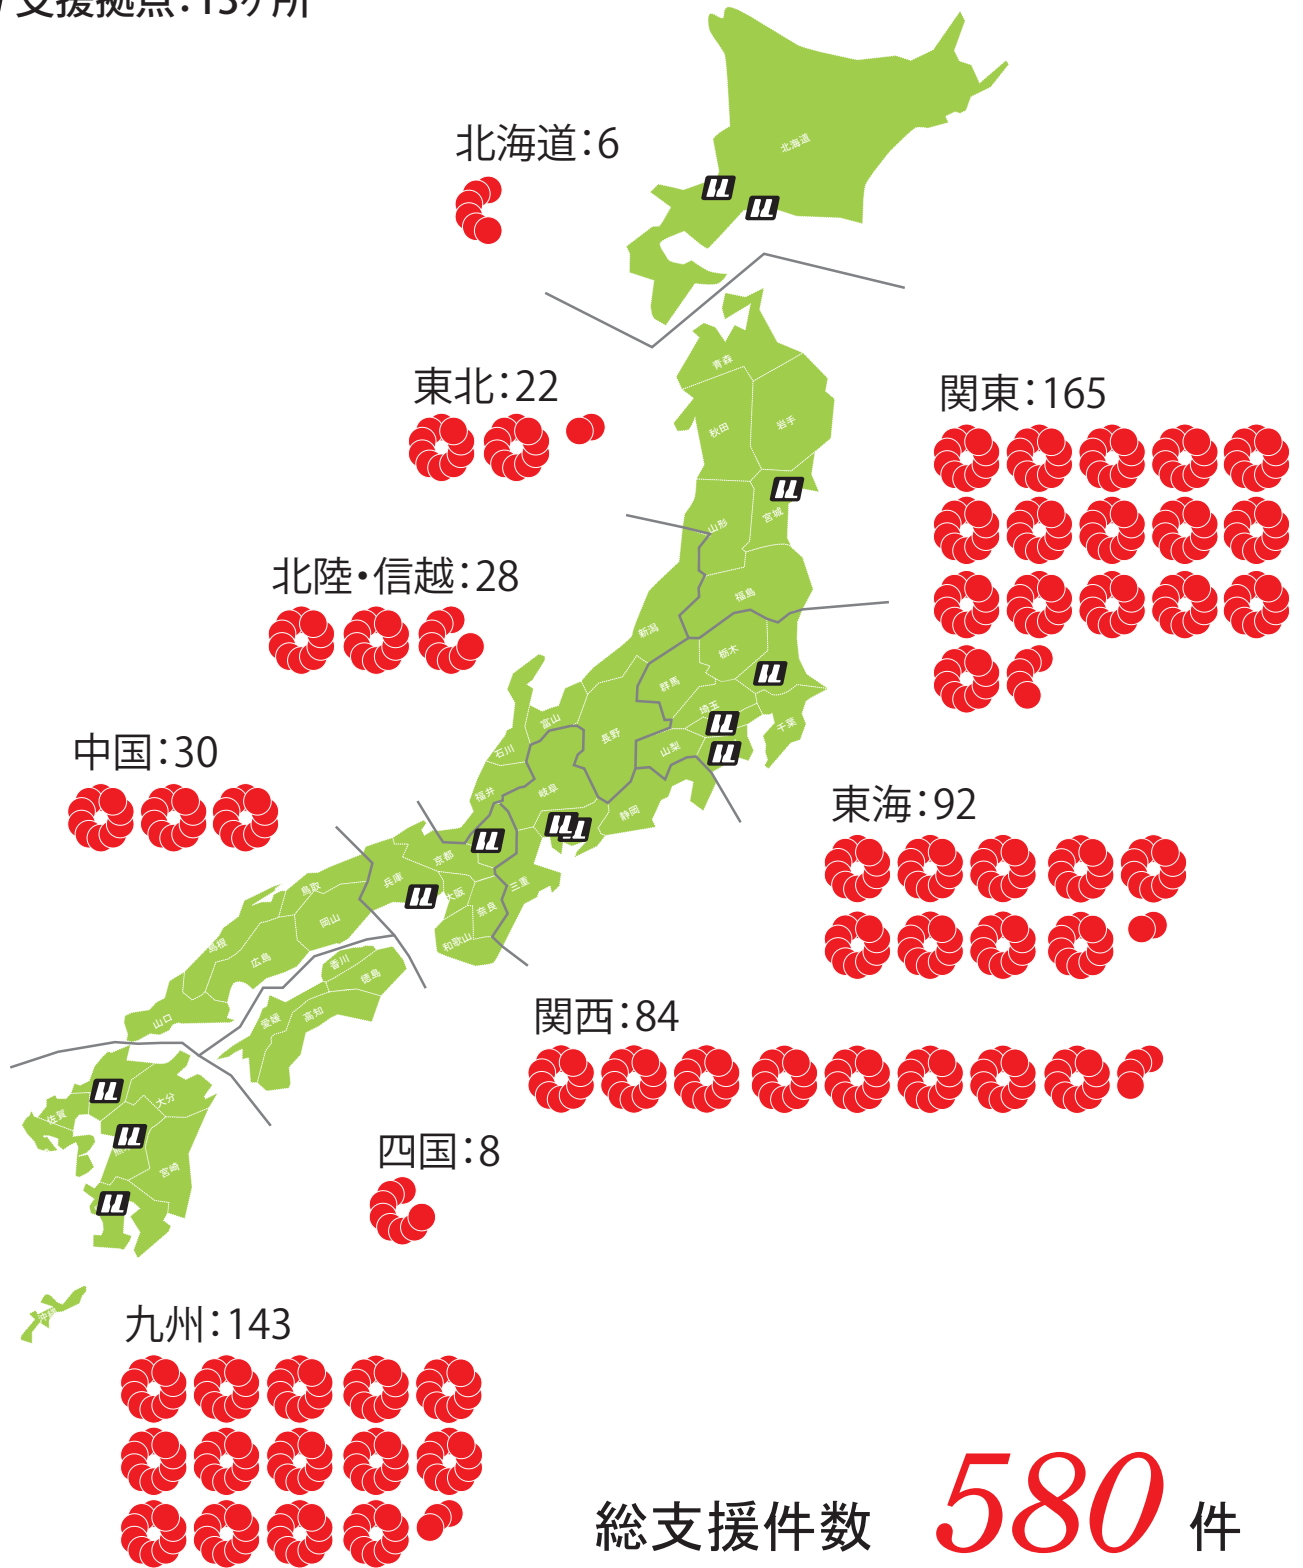 支援拠点：13ヶ所
北海道：6
北海道
東北：22
青森
秋田
岩手
関東：165
山形
宮城
北陸・信越：28
福島
新潟
栃木
群馬
埼玉
千葉
富山
石川
長野
山梨
中国：30
福井
岐阜
静岡
東海：92
京都
兵庫
大阪
三重
奈良
鳥取
岡山
和歌山
島根
広島
香川
徳島
愛媛
高知
山口
関西：84
佐賀
大分
宮崎
四国：8
沖縄
九州：143
総支援件数 580 件